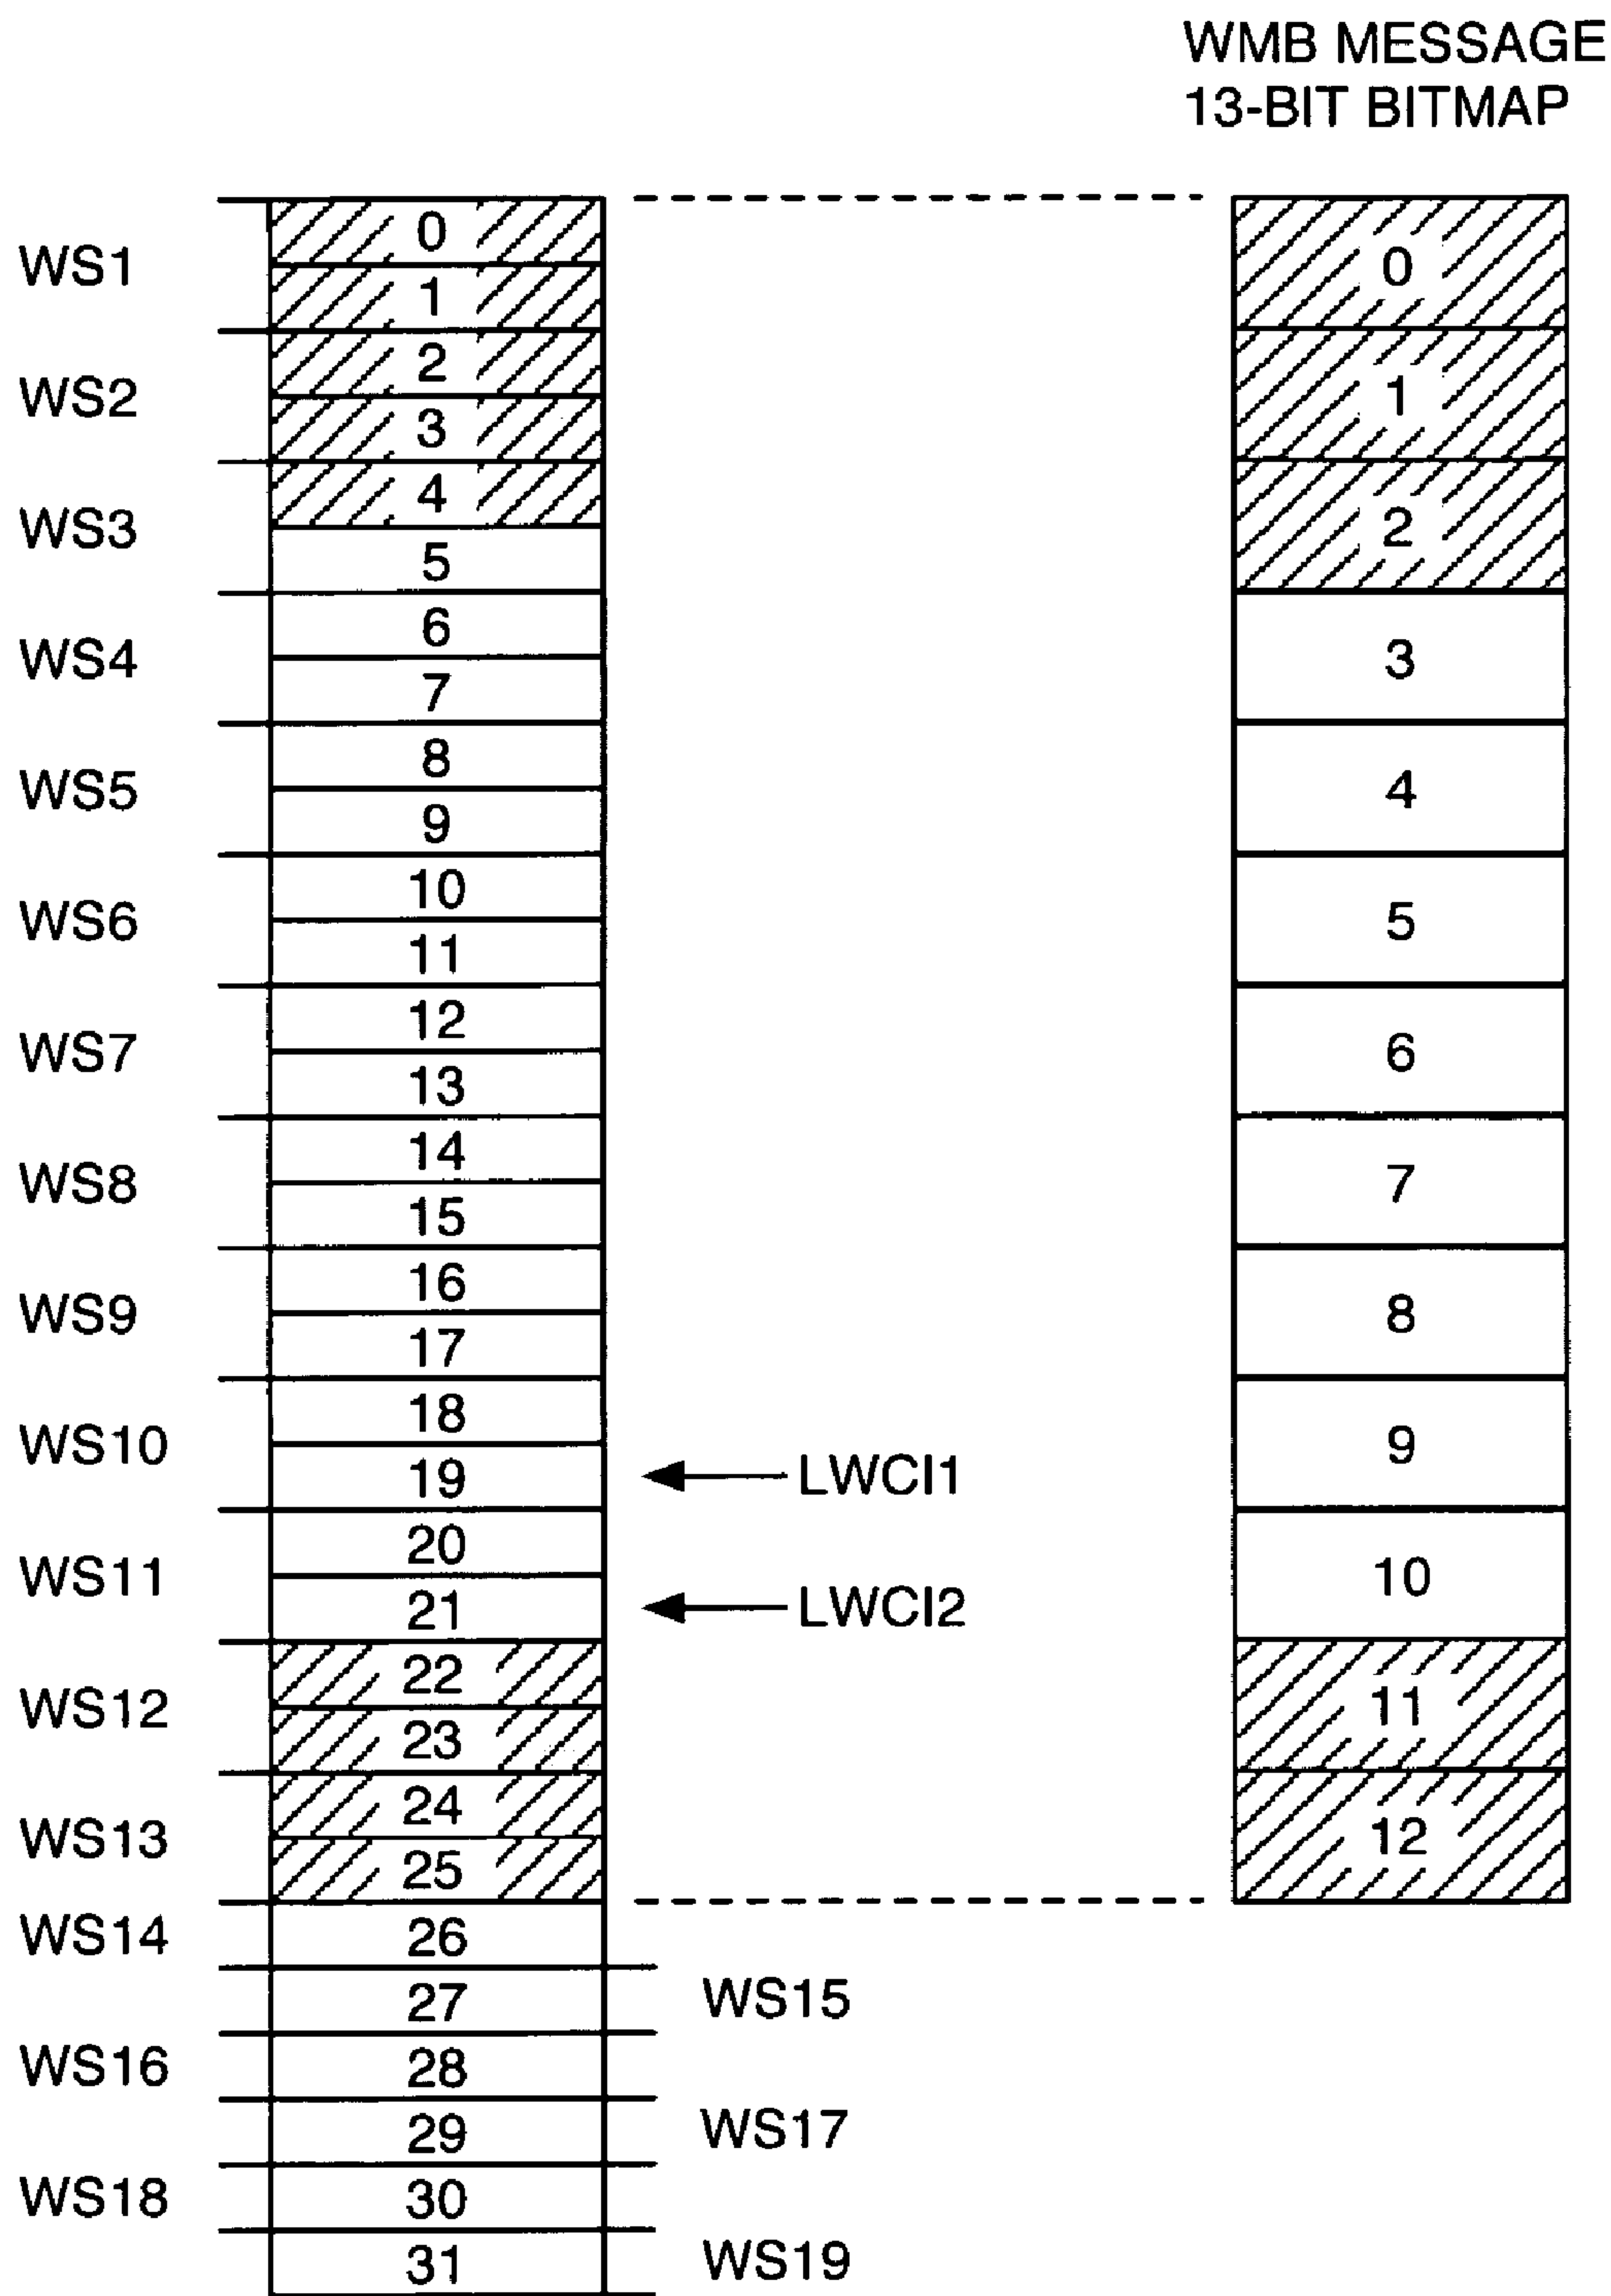 WMB MESSAGE
13-BIT BITMAP
WS1
0
1
0
WS2
2
3
1
WS3
4
5
2
WS4
6
7
3
WS5
8
9
4
WS6
10
11
5
WS7
12
13
6
WS8
14
15
7
WS9
16
17
8
WS10
18
19
LWCI1
9
WS11
20
21
LWCI2
10
WS12
22
23
11
WS13
24
25
12
WS14
26
27
WS15
WS16
28
29
WS17
WS18
30
31
WS19